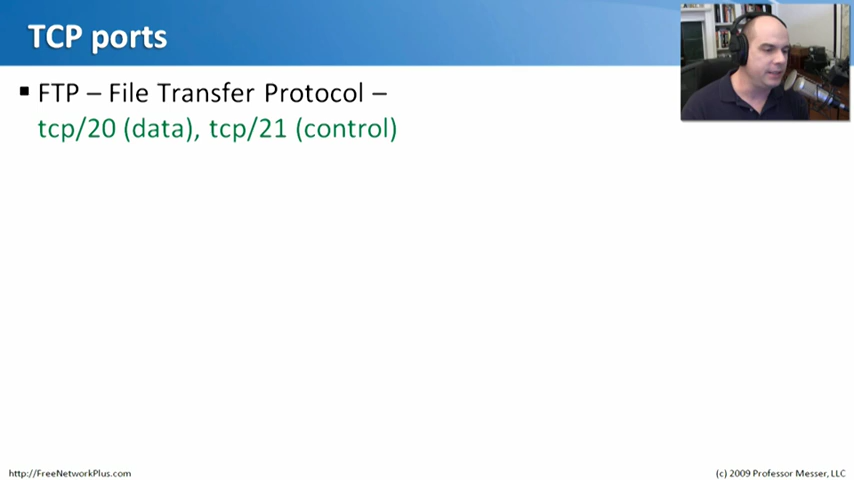 TCP ports
▪ FTP – File Transfer Protocol –
tcp/20 (data), tcp/21 (control)
http://FreeNetworkPlus.com
(c) 2009 Professor Messer, LLC